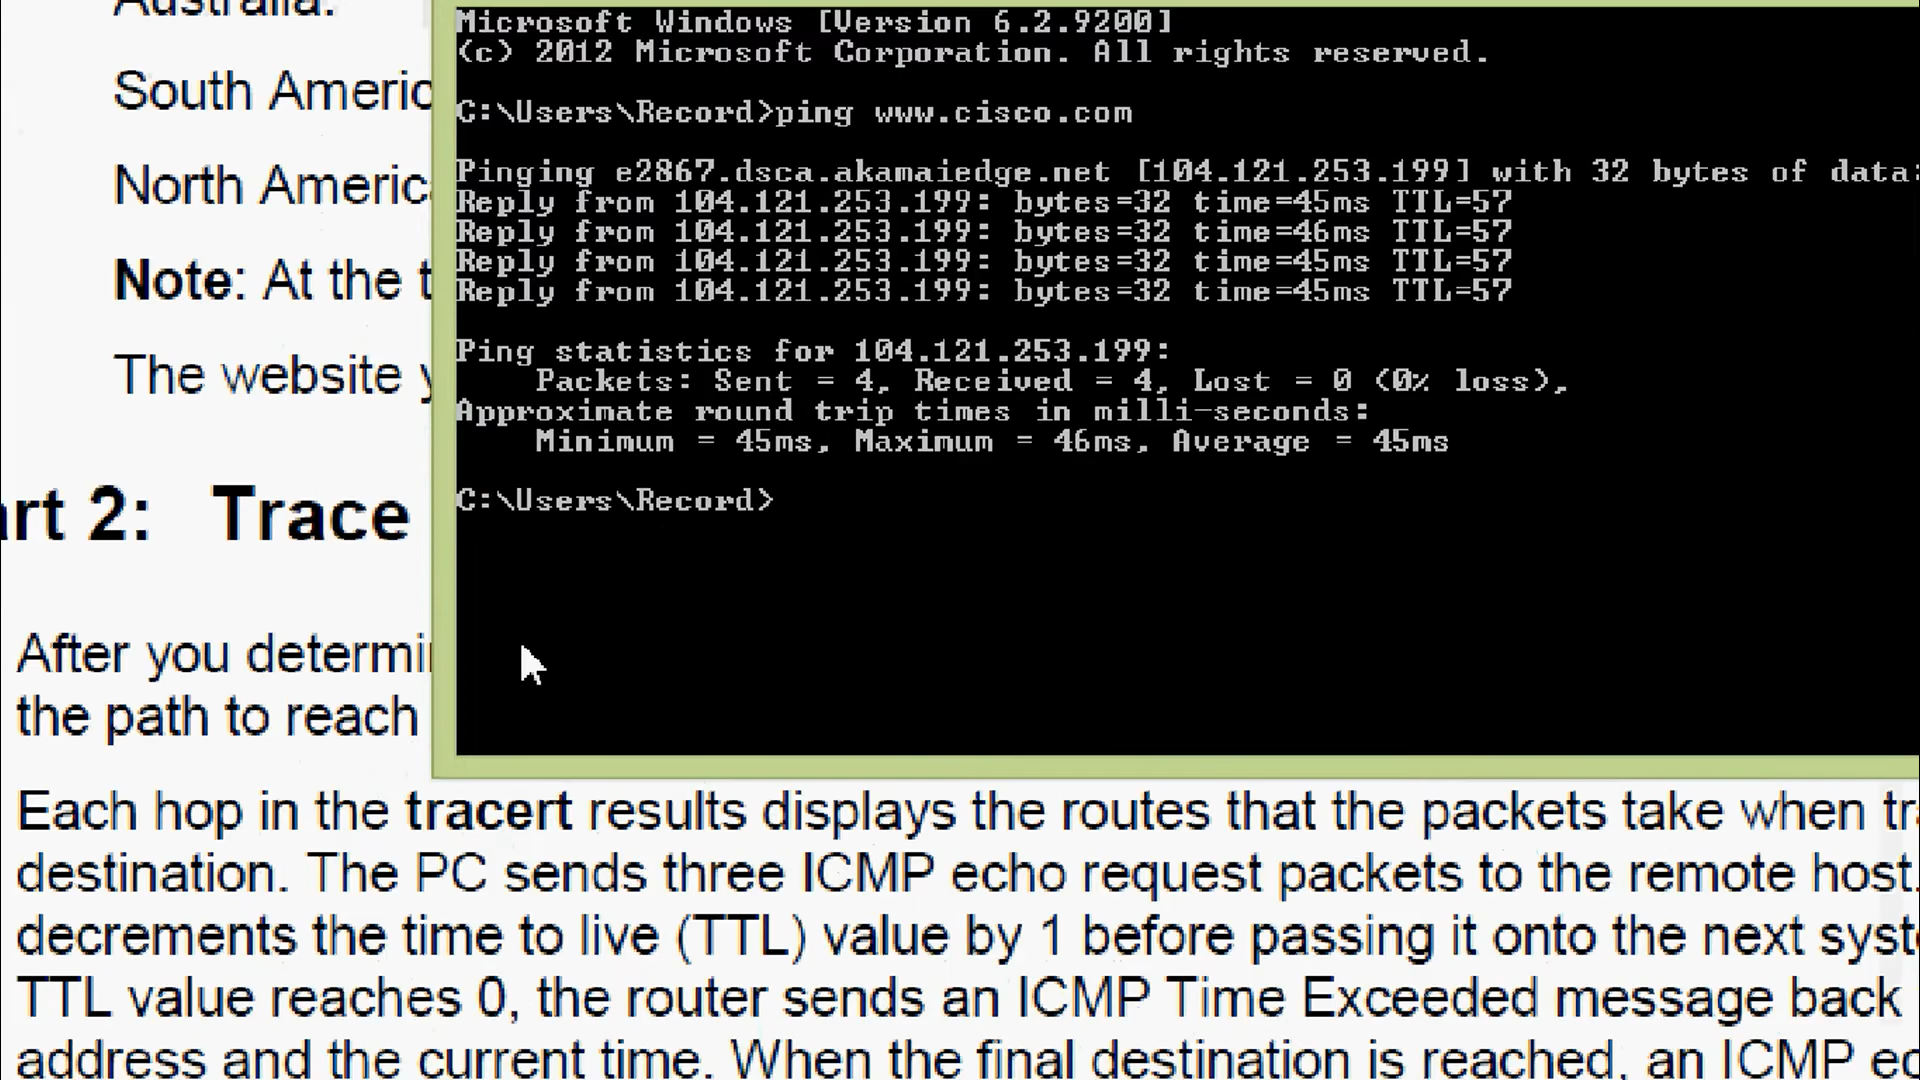 Australia:
South Americ
North Americ
Note: At the t
The website y
art 2: Trace
After you determi
the path to reach
Microsoft Windows [Version 6.2.9200]
(c) 2012 Microsoft Corporation. All rights reserved.
C:\Users\Record>ping www.cisco.com
Pinging e2867.dsca.akamaiedge.net [104.121.253.199] with 32 bytes of data:
Reply from 104.121.253.199: bytes=32 time=45ms TTL=57
Reply from 104.121.253.199: bytes=32 time=46ms TTL=57
Reply from 104.121.253.199: bytes=32 time=45ms TTL=57
Reply from 104.121.253.199: bytes=32 time=45ms TTL=57
Ping statistics for 104.121.253.199:
Packets: Sent = 4, Received = 4, Lost = 0 (0% loss),
Approximate round trip times in milli-seconds:
Minimum = 45ms, Maximum = 46ms, Average = 45ms
C:\Users\Record>
Each hop in the tracert results displays the routes that the packets take when tr
destination. The PC sends three ICMP echo request packets to the remote host.
decrements the time to live (TTL) value by 1 before passing it onto the next syst
TTL value reaches 0, the router sends an ICMP Time Exceeded message back
address and the current time. When the final destination is reached, an ICMP ec